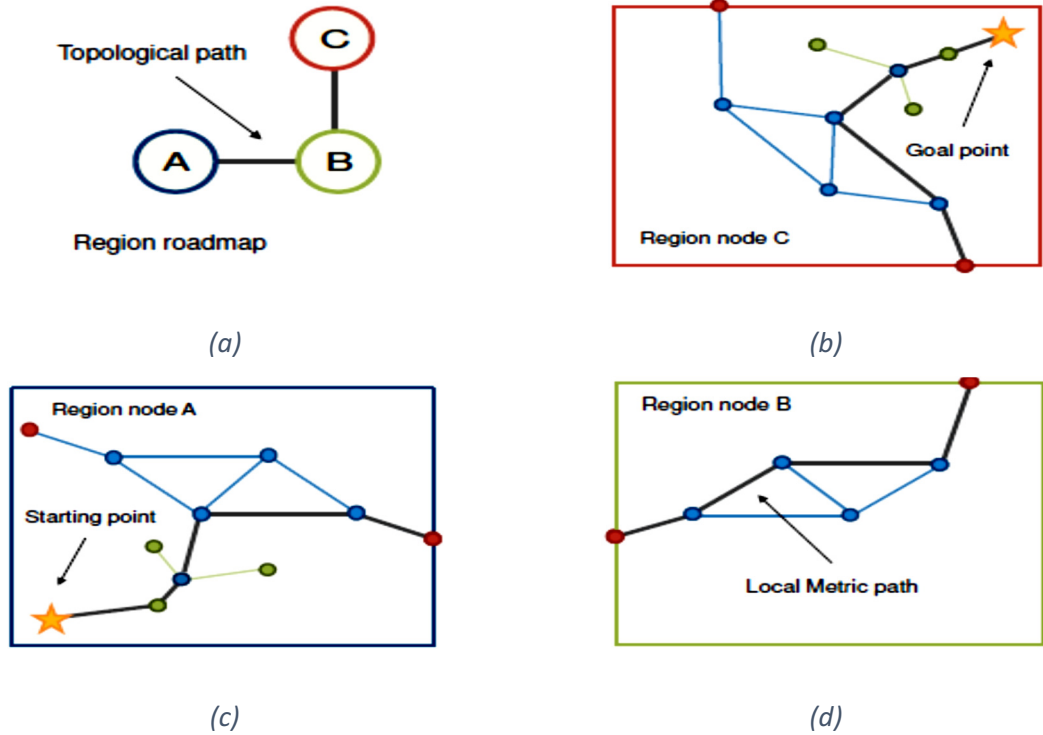 Topological path
C
A
B
Region roadmap
(a)
Goal point
Region node C
(b)
Region node A
Starting point
(c)
Region node B
Local Metric path
(d)